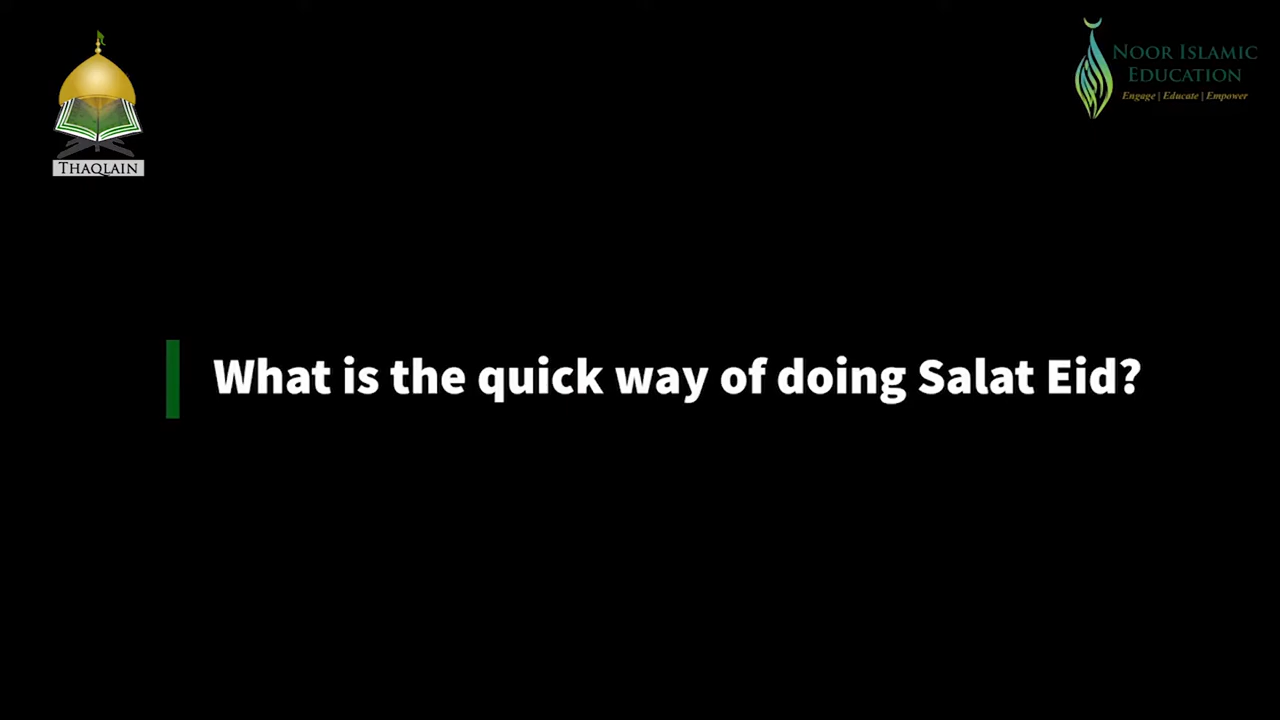 THAQLAIN
NOOR ISLAMIC
EDUCATION
Engage | Educate | Empower
What is the quick way of doing Salat Eid?